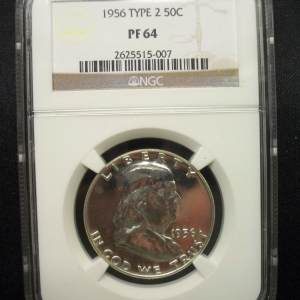 1956 TYPE 2 50C
PF 64
2625515-007
NGC
LIBERTY
1956
IN GOD WE TRUST